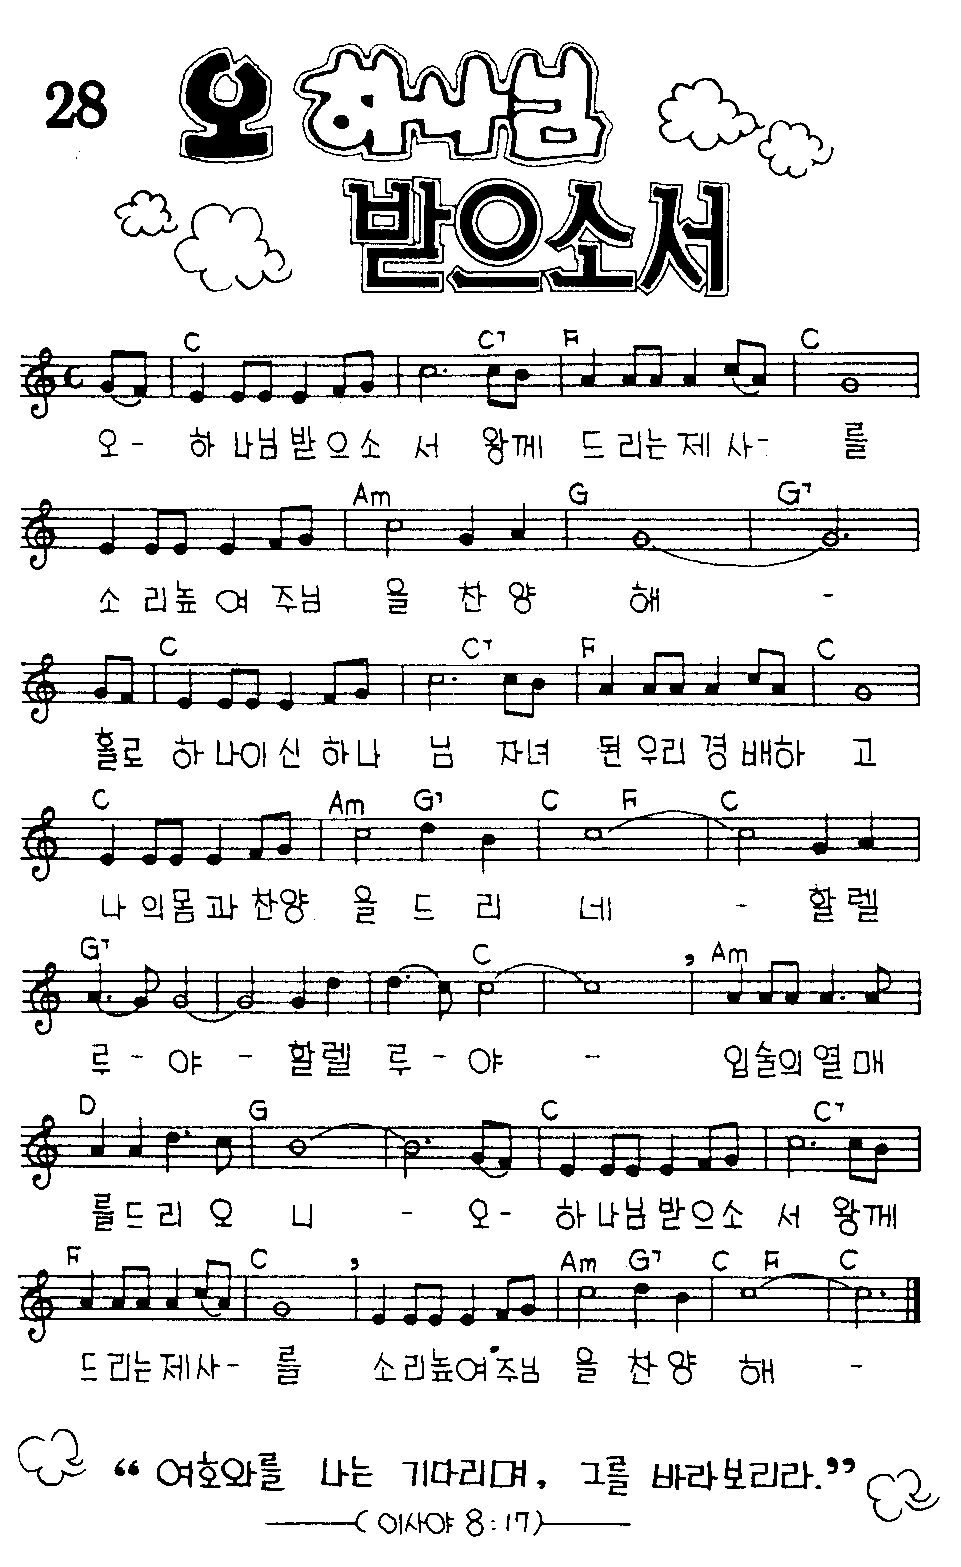 28
오 하나님
받으소서
C C7 F C
오- 하 나님 받 으 소 서 왕께 드 리는 제 사- 를
Am G G7
소 리높 여 주님 을 찬 양 해 -
C C7 F C
홀로 하 나이 신 하나 님 자녀 된 우리 경 배하 고
C Am G7 C F C
나 의몸 과 찬양 을 드 리 네 - 할 렐
G7 C , Am
루 - 야 - 할 렐 루 - 야 - 입 술의 열 매
D G C C7
를 드 리 오 니 - 오- 하 나님 받 으 소 서 왕 께
F C , Am G7 C F C
드 리는 제 사- 를 소 리높 여 주님 을 찬 양 해 -
“ 여호와를 나는 기다리며, 그를 바라보리라.”
(이사야 8:17)